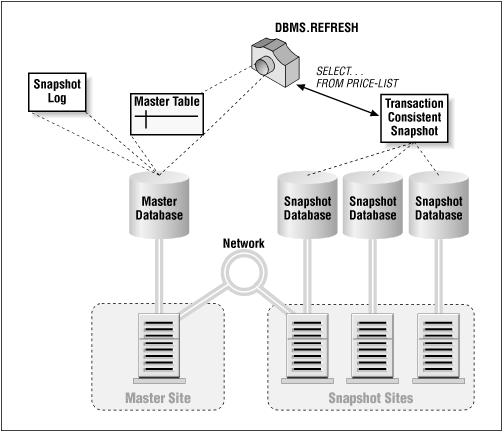 DBMS.REFRESH
SELECT. . .
FROM PRICE-LIST
Snapshot
Log
Master Table
Transaction
Consistent
Snapshot
Master
Database
Snapshot
Database
Snapshot
Database
Snapshot
Database
Network
Master Site
Snapshot Sites